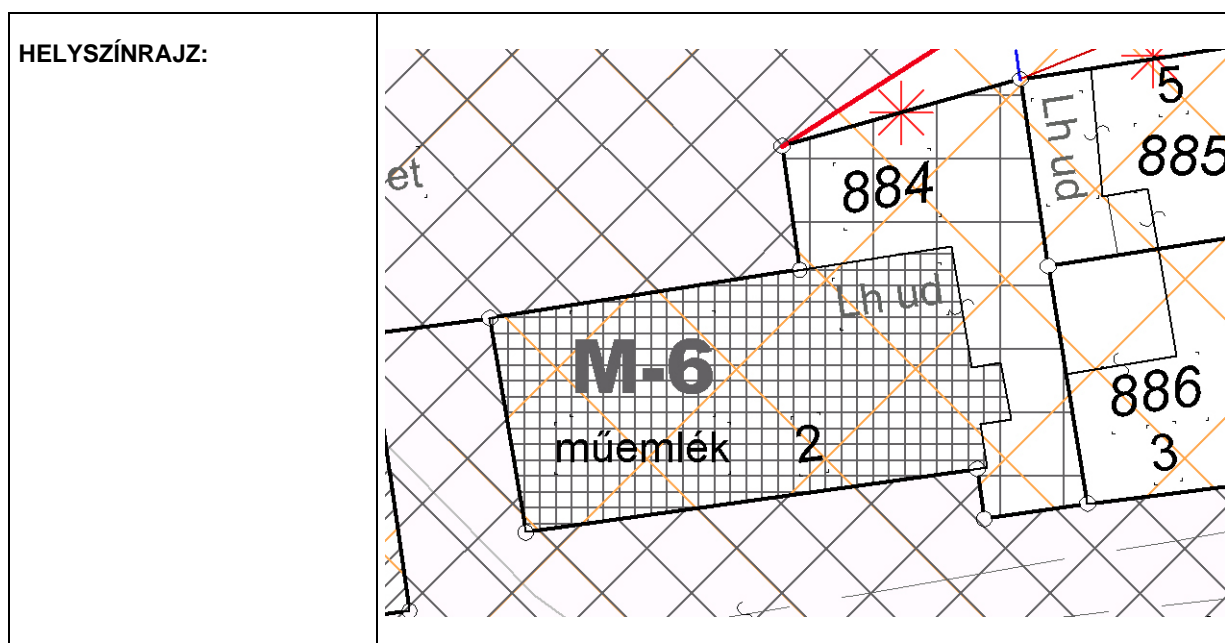 HELYSZÍNRAJZ:
5
Lh ud
885
et
884
Lh ud
M-6
886
műemlék 2
3